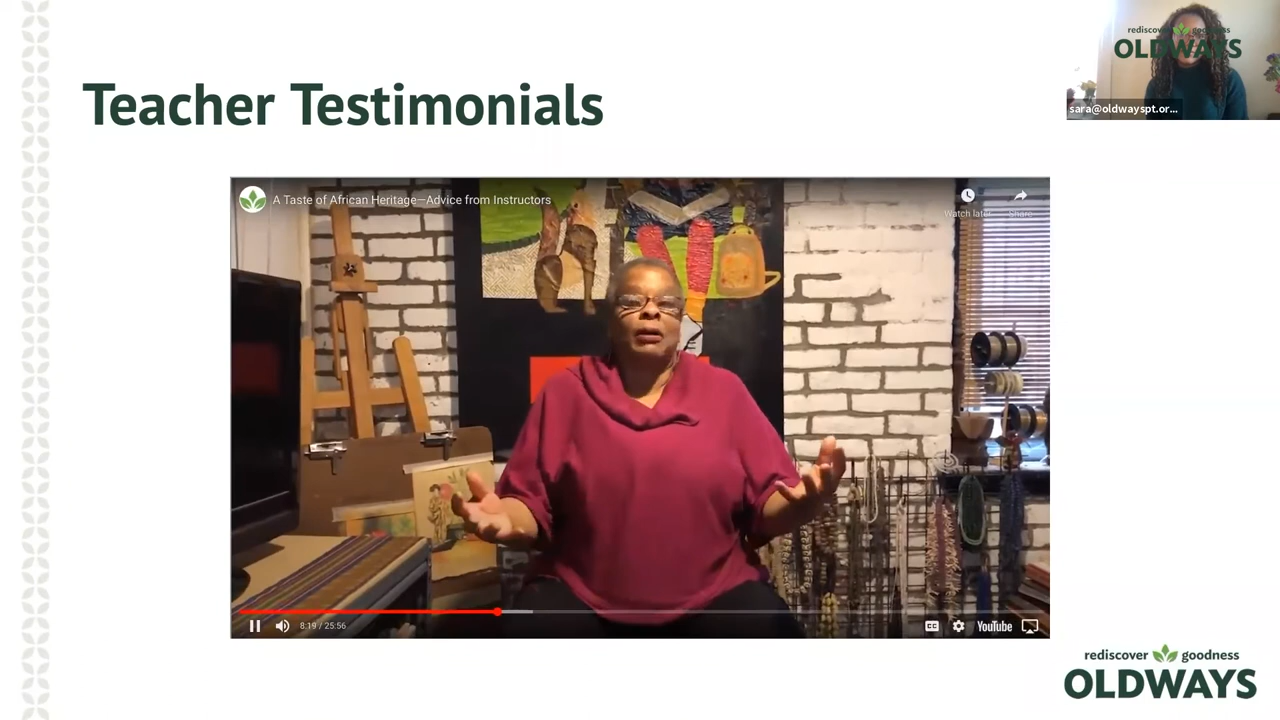 rediscover goodness
OLDWAYS
sara@oldwayspt.or...
Teacher Testimonials
A Taste of African Heritage—Advice from Instructors
Watch later
Share
8:19 / 25:56
CC
YouTube
rediscover goodness
OLDWAYS